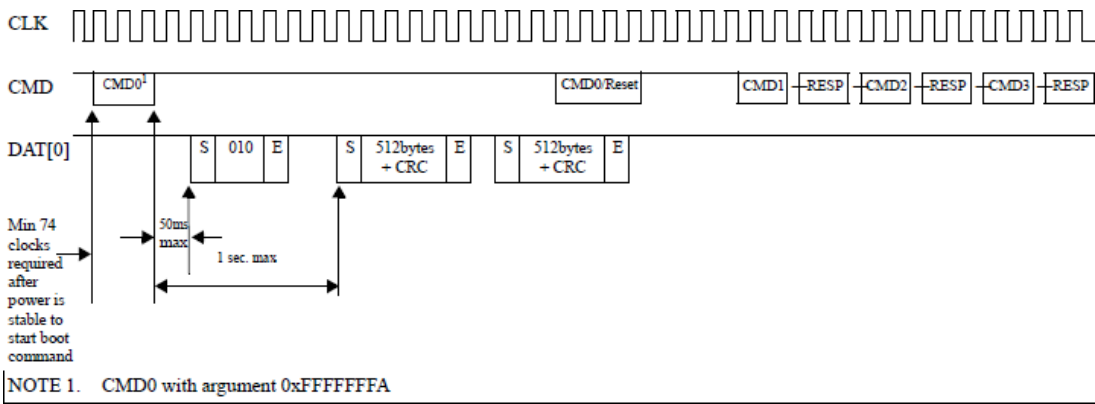 CLK
CMD
CMD0¹
CMD0/Reset
CMD1
RESP
CMD2
RESP
CMD3
RESP
DAT[0]
S
010
E
S
512bytes
+ CRC
E
S
512bytes
+ CRC
E
Min 74
clocks
required
after
power is
stable to
start boot
command
50ms
max
1 sec. max
NOTE 1. CMD0 with argument 0xFFFFFFFA